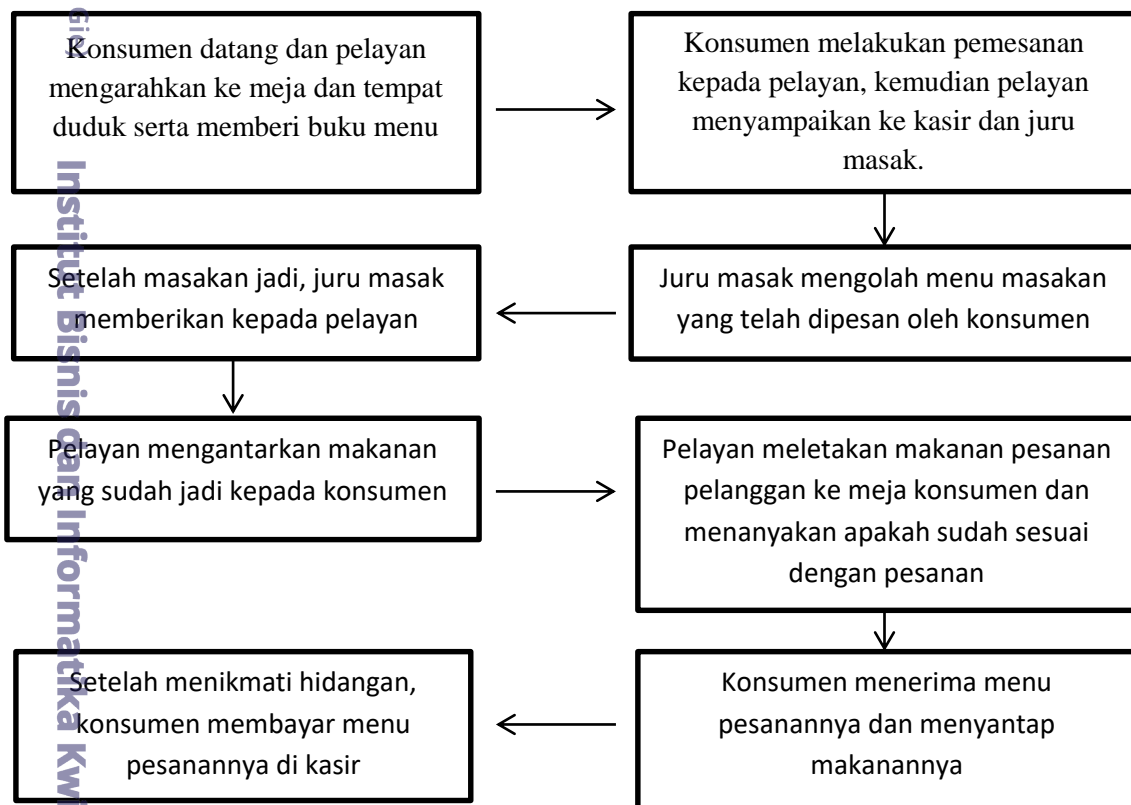 Konsumen datang dan pelayan
mengarahkan ke meja dan tempat
duduk serta memberi buku menu
Konsumen melakukan pemesanan
kepada pelayan, kemudian pelayan
menyampaikan ke kasir dan juru
masak.
Juru masak mengolah menu masakan
yang telah dipesan oleh konsumen
Setelah masakan jadi, juru masak
memberikan kepada pelayan
Pelayan mengantarkan makanan
yang sudah jadi kepada konsumen
Pelayan meletakan makanan pesanan
pelanggan ke meja konsumen dan
menanyakan apakah sudah sesuai
dengan pesanan
Konsumen menerima menu
pesanannya dan menyantap
makanannya
Setelah menikmati hidangan,
konsumen membayar menu
pesanannya di kasir
Gie)
Institut Bisnis dan Informatika Kwi